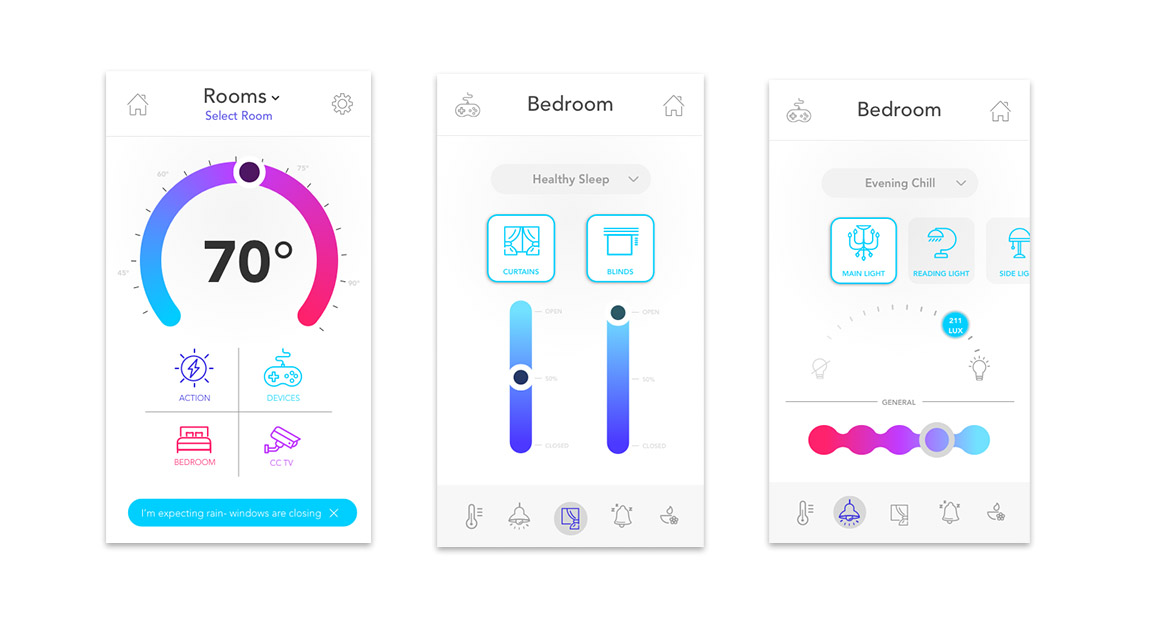 Rooms
Select Room
60°
75°
45°
90°
70°
ACTION
DEVICES
BEDROOM
CC TV
I'm expecting rain- windows are closing
Bedroom
Healthy Sleep
CURTAINS
BLINDS
OPEN
50%
CLOSED
OPEN
50%
CLOSED
Bedroom
Evening Chill
MAIN LIGHT
READING LIGHT
SIDE LIG
211
LUX
GENERAL